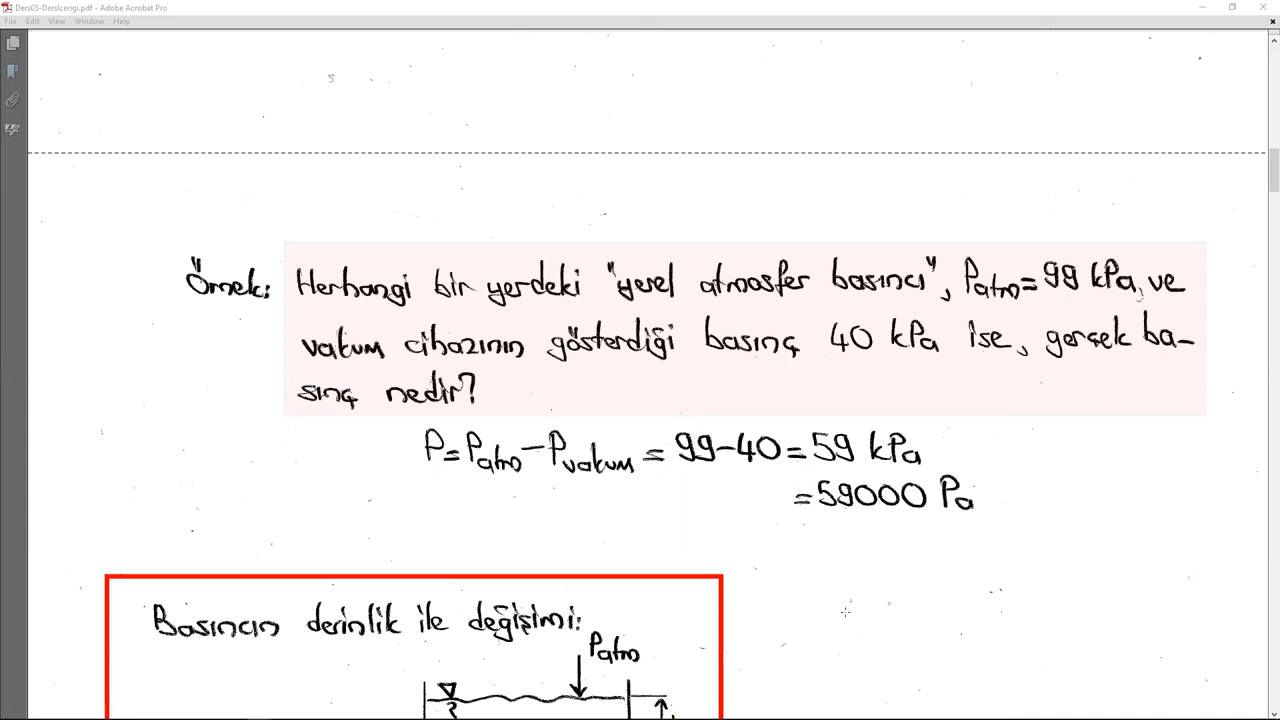 Ders05-DersIcerigi.pdf - Adobe Acrobat Pro
File Edit View Window Help
Örnek: Herhangi bir yerdeki "yerel atmosfer basıncı", Patm=99 kPa, ve
vakum cihazının gösterdiği basınç 40 kPa ise, gerçek ba-
sınç nedir?
P=Patm-Pvakum = 99-40=59 kPa
=59000 Pa
Basıncın derinlik ile değişimi:
Patm